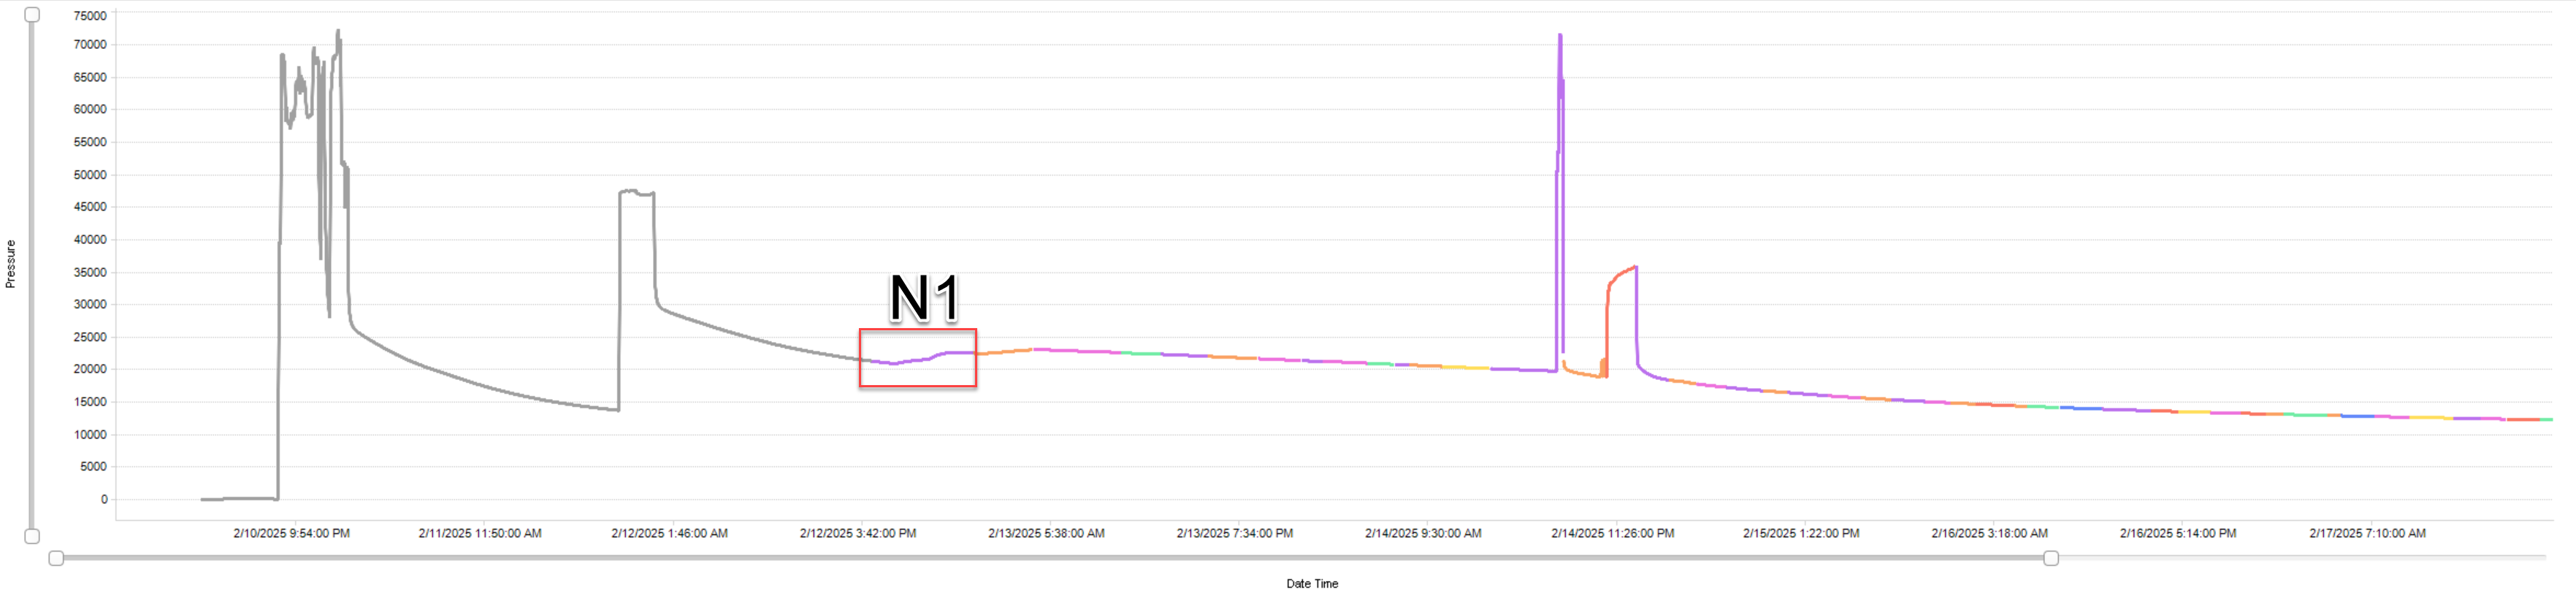 75000
70000
65000
60000
55000
50000
45000
40000
35000
30000
25000
20000
15000
10000
5000
0
Pressure
N1
2/10/2025 9:54:00 PM
2/11/2025 11:50:00 AM
2/12/2025 1:46:00 AM
2/12/2025 3:42:00 PM
2/13/2025 5:38:00 AM
2/13/2025 7:34:00 PM
2/14/2025 9:30:00 AM
2/14/2025 11:26:00 PM
2/15/2025 1:22:00 PM
2/16/2025 3:18:00 AM
2/16/2025 5:14:00 PM
2/17/2025 7:10:00 AM
Date Time